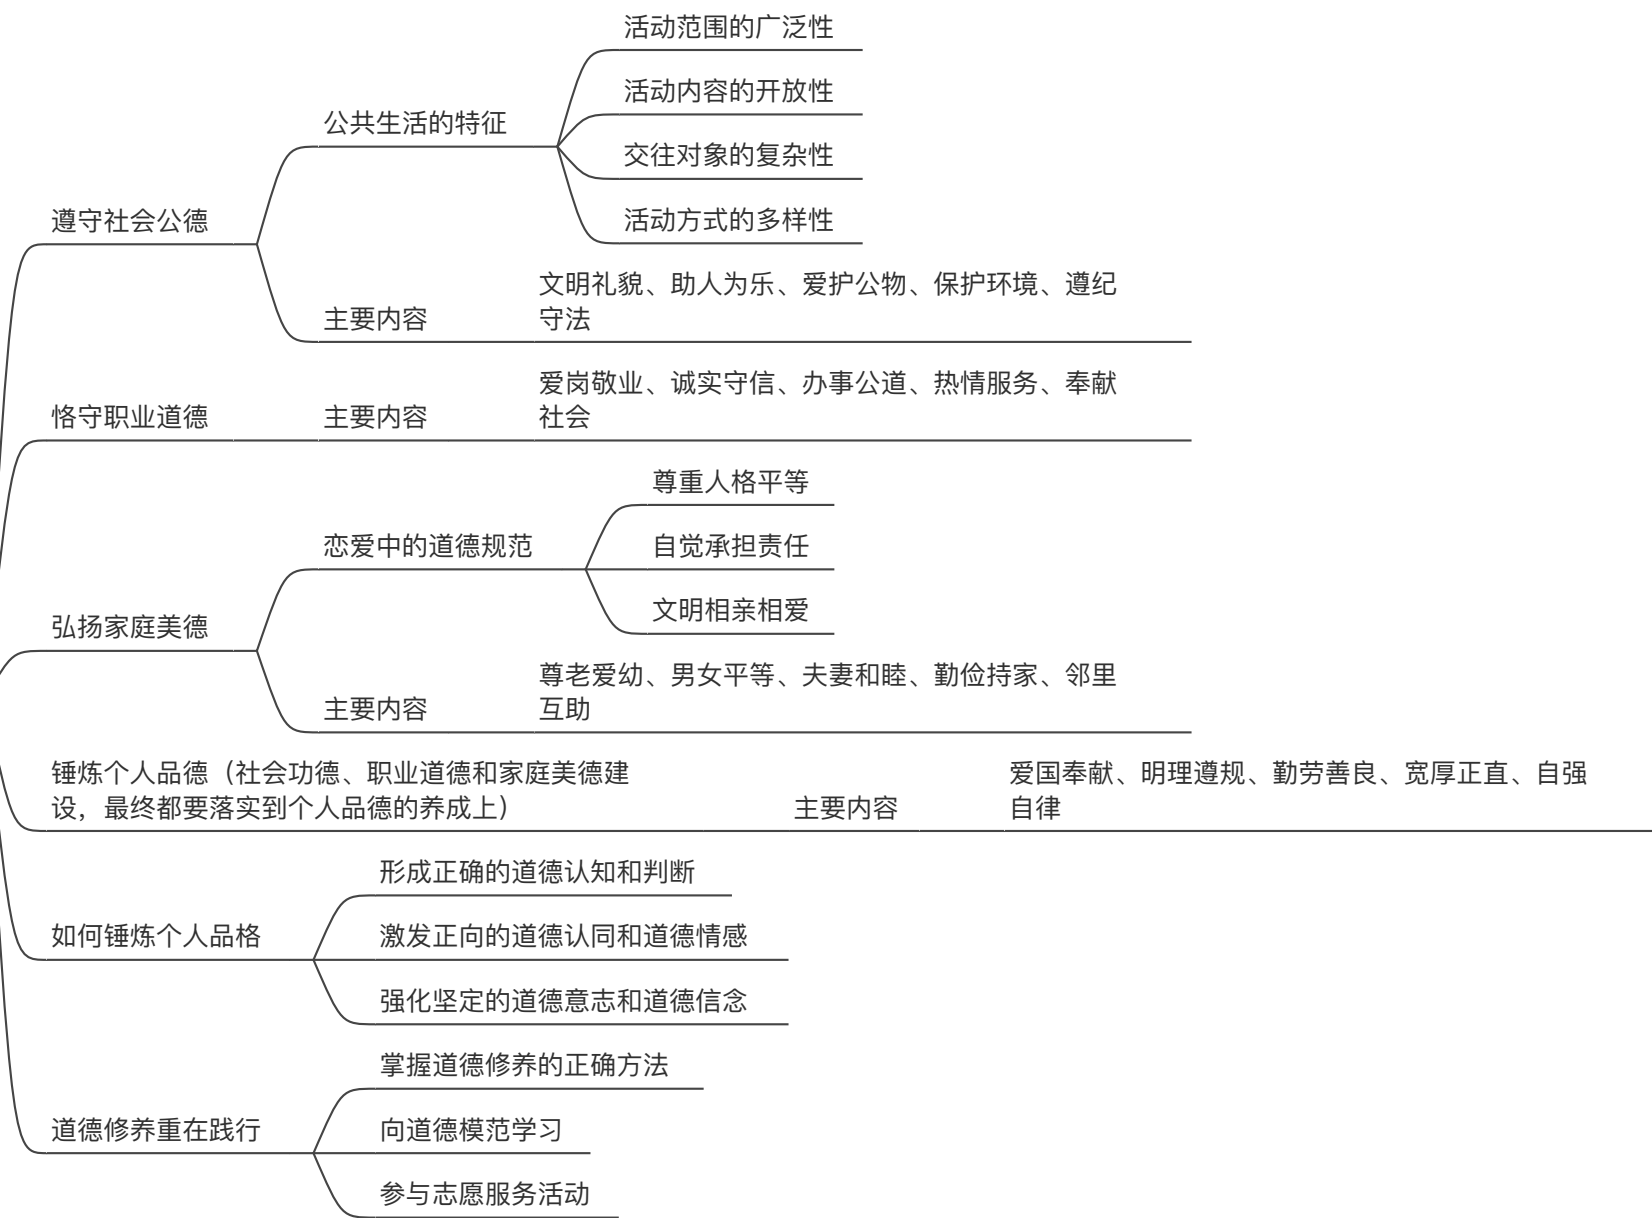 活动范围的广泛性
活动内容的开放性
公共生活的特征
交往对象的复杂性
活动方式的多样性
遵守社会公德
文明礼貌、助人为乐、爱护公物、保护环境、遵纪
守法
主要内容
爱岗敬业、诚实守信、办事公道、热情服务、奉献
社会
恪守职业道德
主要内容
尊重人格平等
恋爱中的道德规范
自觉承担责任
文明相亲相爱
弘扬家庭美德
尊老爱幼、男女平等、夫妻和睦、勤俭持家、邻里
互助
主要内容
锤炼个人品德（社会功德、职业道德和家庭美德建
设，最终都要落实到个人品德的养成上）
主要内容
爱国奉献、明理遵规、勤劳善良、宽厚正直、自强
自律
形成正确的道德认知和判断
如何锤炼个人品格
激发正向的道德认同和道德情感
强化坚定的道德意志和道德信念
掌握道德修养的正确方法
道德修养重在践行
向道德模范学习
参与志愿服务活动